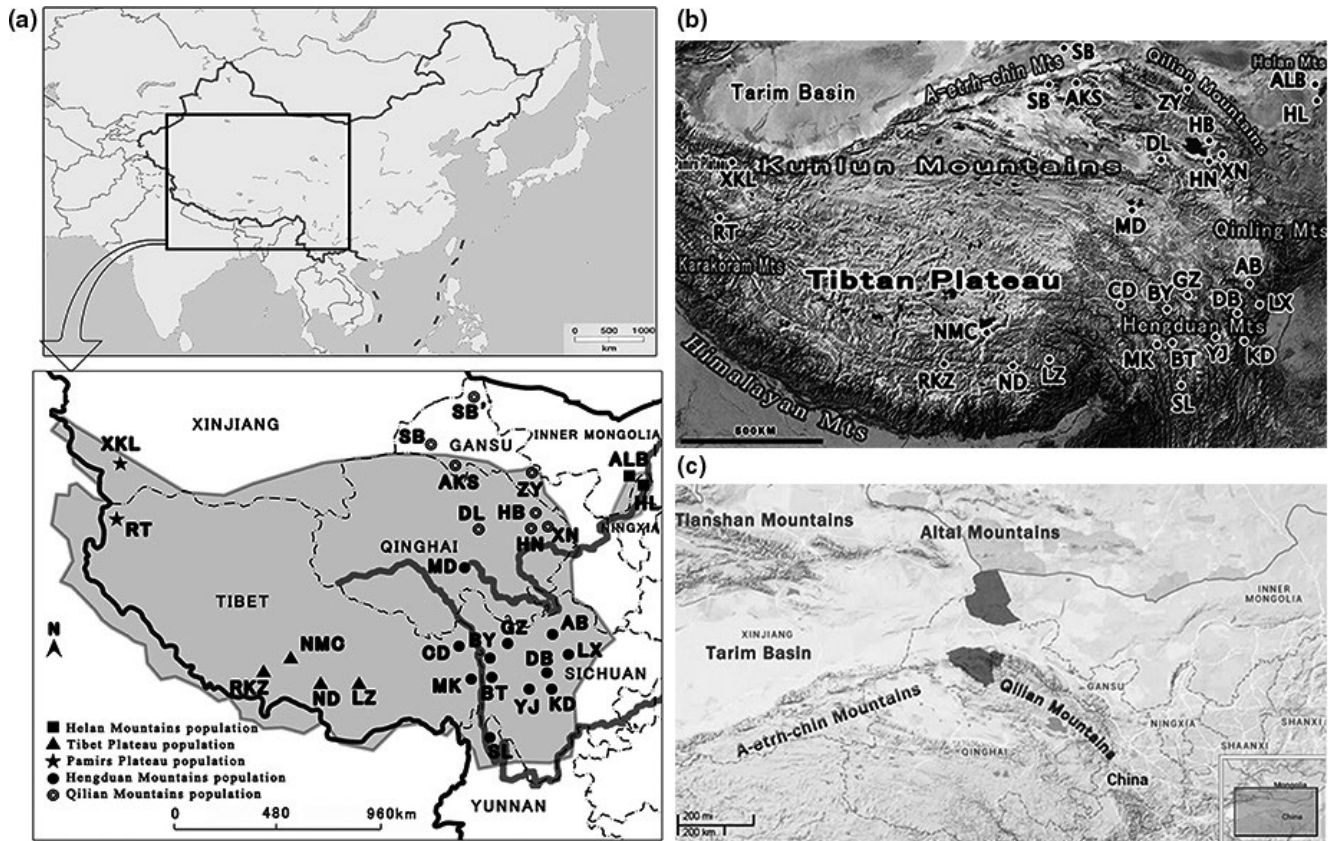 (a)
0 500 1000
km
XINJIANG
SB'
SB
GANSU
INNER MONGOLIA
XKL
ALB
AKS
ZY
HL
RT
DL
HB
NINGXIA
HN
XN
QINGHAI
MD
TIBET
AB
GZ
BY
NMC
CD
LX
DB
SICHUAN
N
RKZ
ND
LZ
MK
BT
YJ
KD
SL
Helan Mountains population
Tibet Plateau population
Pamirs Plateau population
Hengduan Mountains population
Qilian Mountains population
YUNNAN
0 480 960km
(b)
SB
Helan Mts
Tarim Basin
A-etrh-chin Mts
Qilian Mountains
ALB
SB
AKS
ZY
HL
HB
DL
Kunlun Mountains
XKL
HN
XN
MD
RT
Qinling Mts
Karakoram Mts
AB
Tibtan Plateau
CD
BY
GZ
DB
LX
NMC
Hengduan Mts
MK
BT
YJ
KD
RKZ
ND
LZ
SL
Himalayan Mts
500KM
(c)
Tianshan Mountains
Altai Mountains
INNER
MONGOLIA
XINJIANG
Tarim Basin
GANSU
A-etrh-chin Mountains
Qilian Mountains
NINGXIA
SHANXI
QINGHAI
SHAANXI
China
200 mi
200 km
Mongolia
China